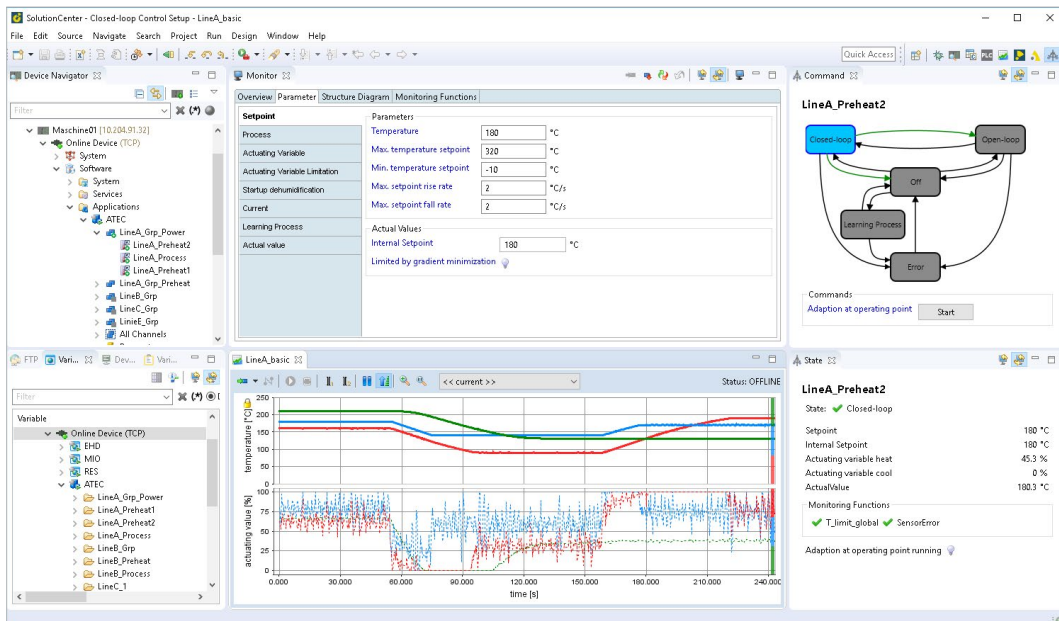 SolutionCenter - Closed-loop Control Setup - LineA_basic
File Edit Source Navigate Search Project Run Design Window Help
Quick Access
Device Navigator
Filter
Maschine01 [10.204.91.32]
Online Device (TCP)
System
Software
System
Services
Applications
ATEC
LineA_Grp_Power
LineA_Preheat2
LineA_Process
LineA_Preheat1
LineA_Grp_Preheat
LineB_Grp
LineC_Grp
LinieE_Grp
All Channels
Monitor
Overview Parameter Structure Diagram Monitoring Functions
Setpoint
Process
Actuating Variable
Actuating Variable Limitation
Startup dehumidification
Current
Learning Process
Actual value
Parameters
Temperature 180 °C
Max. temperature setpoint 320 °C
Min. temperature setpoint -10 °C
Max. setpoint rise rate 2 °C/s
Max. setpoint fall rate 2 °C/s
Actual Values
Internal Setpoint 180 °C
Limited by gradient minimization
Command
LineA_Preheat2
Closed-loop
Open-loop
Off
Learning Process
Error
Commands
Adaption at operating point Start
FTP Vari... Dev... Vari...
Filter
Variable
Online Device (TCP)
EHD
MIO
RES
ATEC
LineA_Grp_Power
LineA_Preheat1
LineA_Preheat2
LineA_Process
LineB_Grp
LineB_Preheat
LineB_Process
LineC_1
LineA_basic
<< current >>
Status: OFFLINE
temperature [°C]
250
200
150
100
50
0
actuating value [%]
100
75
50
25
0
0.000 30.000 60.000 90.000 120.000 150.000 180.000 210.000 240.000
time [s]
State
LineA_Preheat2
State: Closed-loop
Setpoint 180 °C
Internal Setpoint 180 °C
Actuating variable heat 45.3 %
Actuating variable cool 0 %
ActualValue 180.3 °C
Monitoring Functions
T_limit_global SensorError
Adaption at operating point running